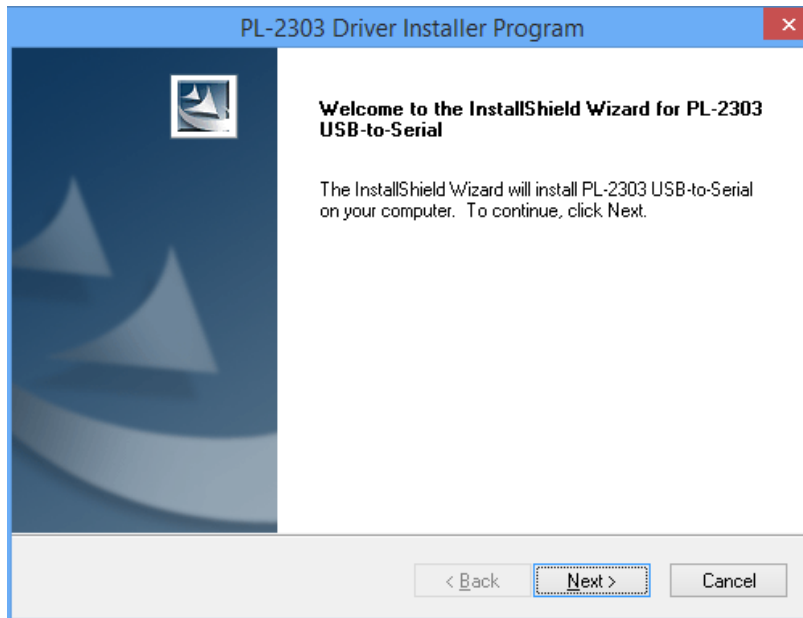 PL-2303 Driver Installer Program
Welcome to the InstallShield Wizard for PL-2303
USB-to-Serial
The InstallShield Wizard will install PL-2303 USB-to-Serial
on your computer. To continue, click Next.
< Back
Next >
Cancel